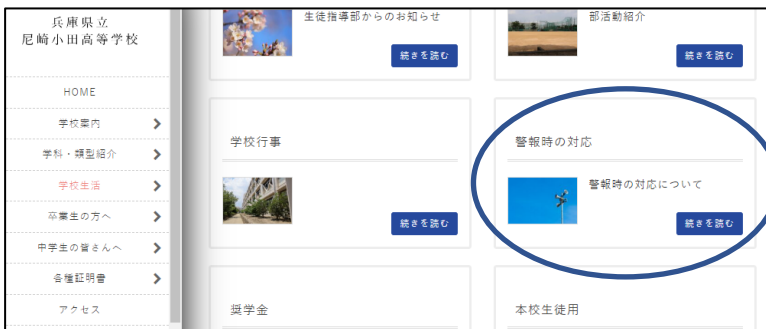 兵庫県立
尼崎小田高等学校
HOME
学校案内
学科・類型紹介
学校生活
卒業生の方へ
中学生の皆さんへ
各種証明書
アクセス
生徒指導部からのお知らせ
続きを読む
部活動紹介
続きを読む
学校行事
続きを読む
警報時の対応
警報時の対応について
続きを読む
奨学金
本校生徒用